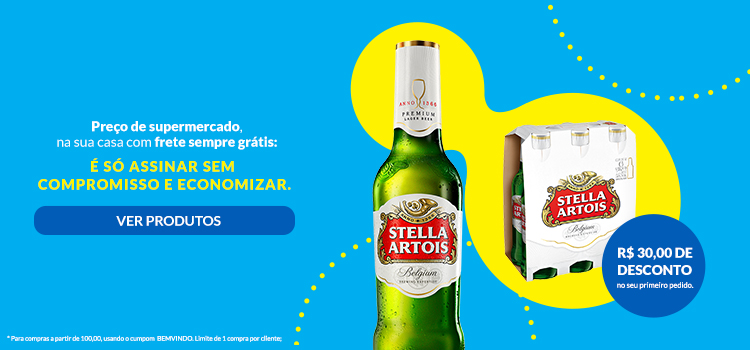 Preço de supermercado,
na sua casa com frete sempre grátis:
É SÓ ASSINAR SEM
COMPROMISSO E ECONOMIZAR.
VER PRODUTOS
* Para compras a partir de 100,00, usando o cumpom BEMVINDO. Limite de 1 compra por cliente;
ANNO 1366
PREMIUM
LAGER BEER
STELLA
ARTOIS
Belgium
STELLA
ARTOIS
Belgium
R$ 30,00 DE
DESCONTO
no seu primeiro pedido.